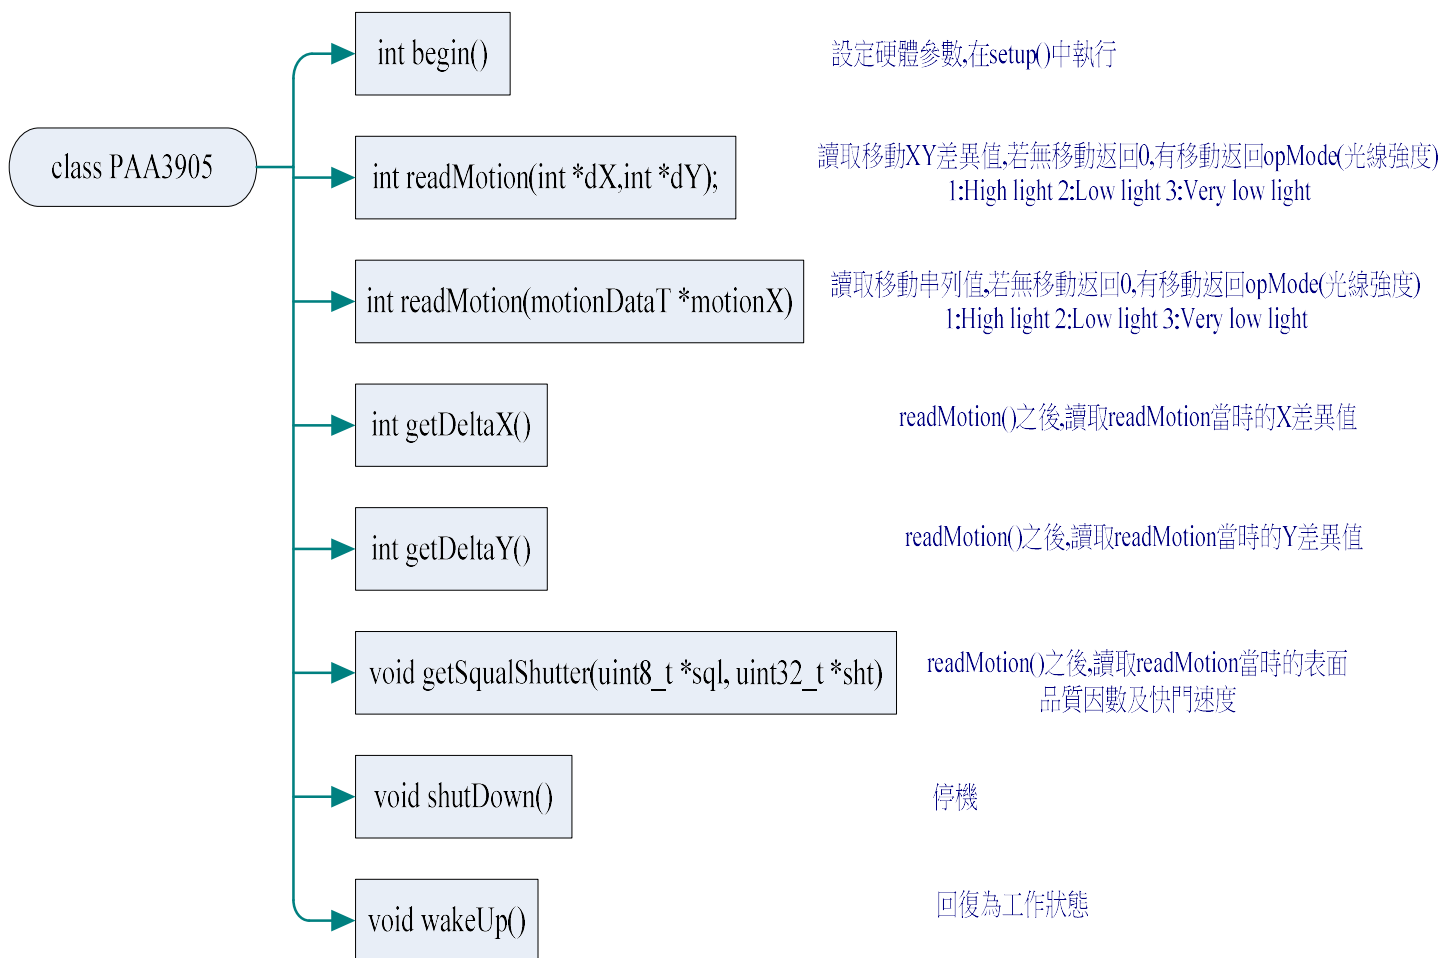 class PAA3905
int begin()
設定硬體參數,在setup()中執行
int readMotion(int *dX,int *dY);
讀取移動XY差異值,若無移動返回0,有移動返回opMode(光線強度)
1:High light 2:Low light 3:Very low light
int readMotion(motionDataT *motionX)
讀取移動串列值,若無移動返回0,有移動返回opMode(光線強度)
1:High light 2:Low light 3:Very low light
int getDeltaX()
readMotion()之後,讀取readMotion當時的X差異值
int getDeltaY()
readMotion()之後,讀取readMotion當時的Y差異值
void getSqualShutter(uint8_t *sql, uint32_t *sht)
readMotion()之後,讀取readMotion當時的表面
品質因數及快門速度
void shutDown()
停機
void wakeUp()
回復為工作狀態